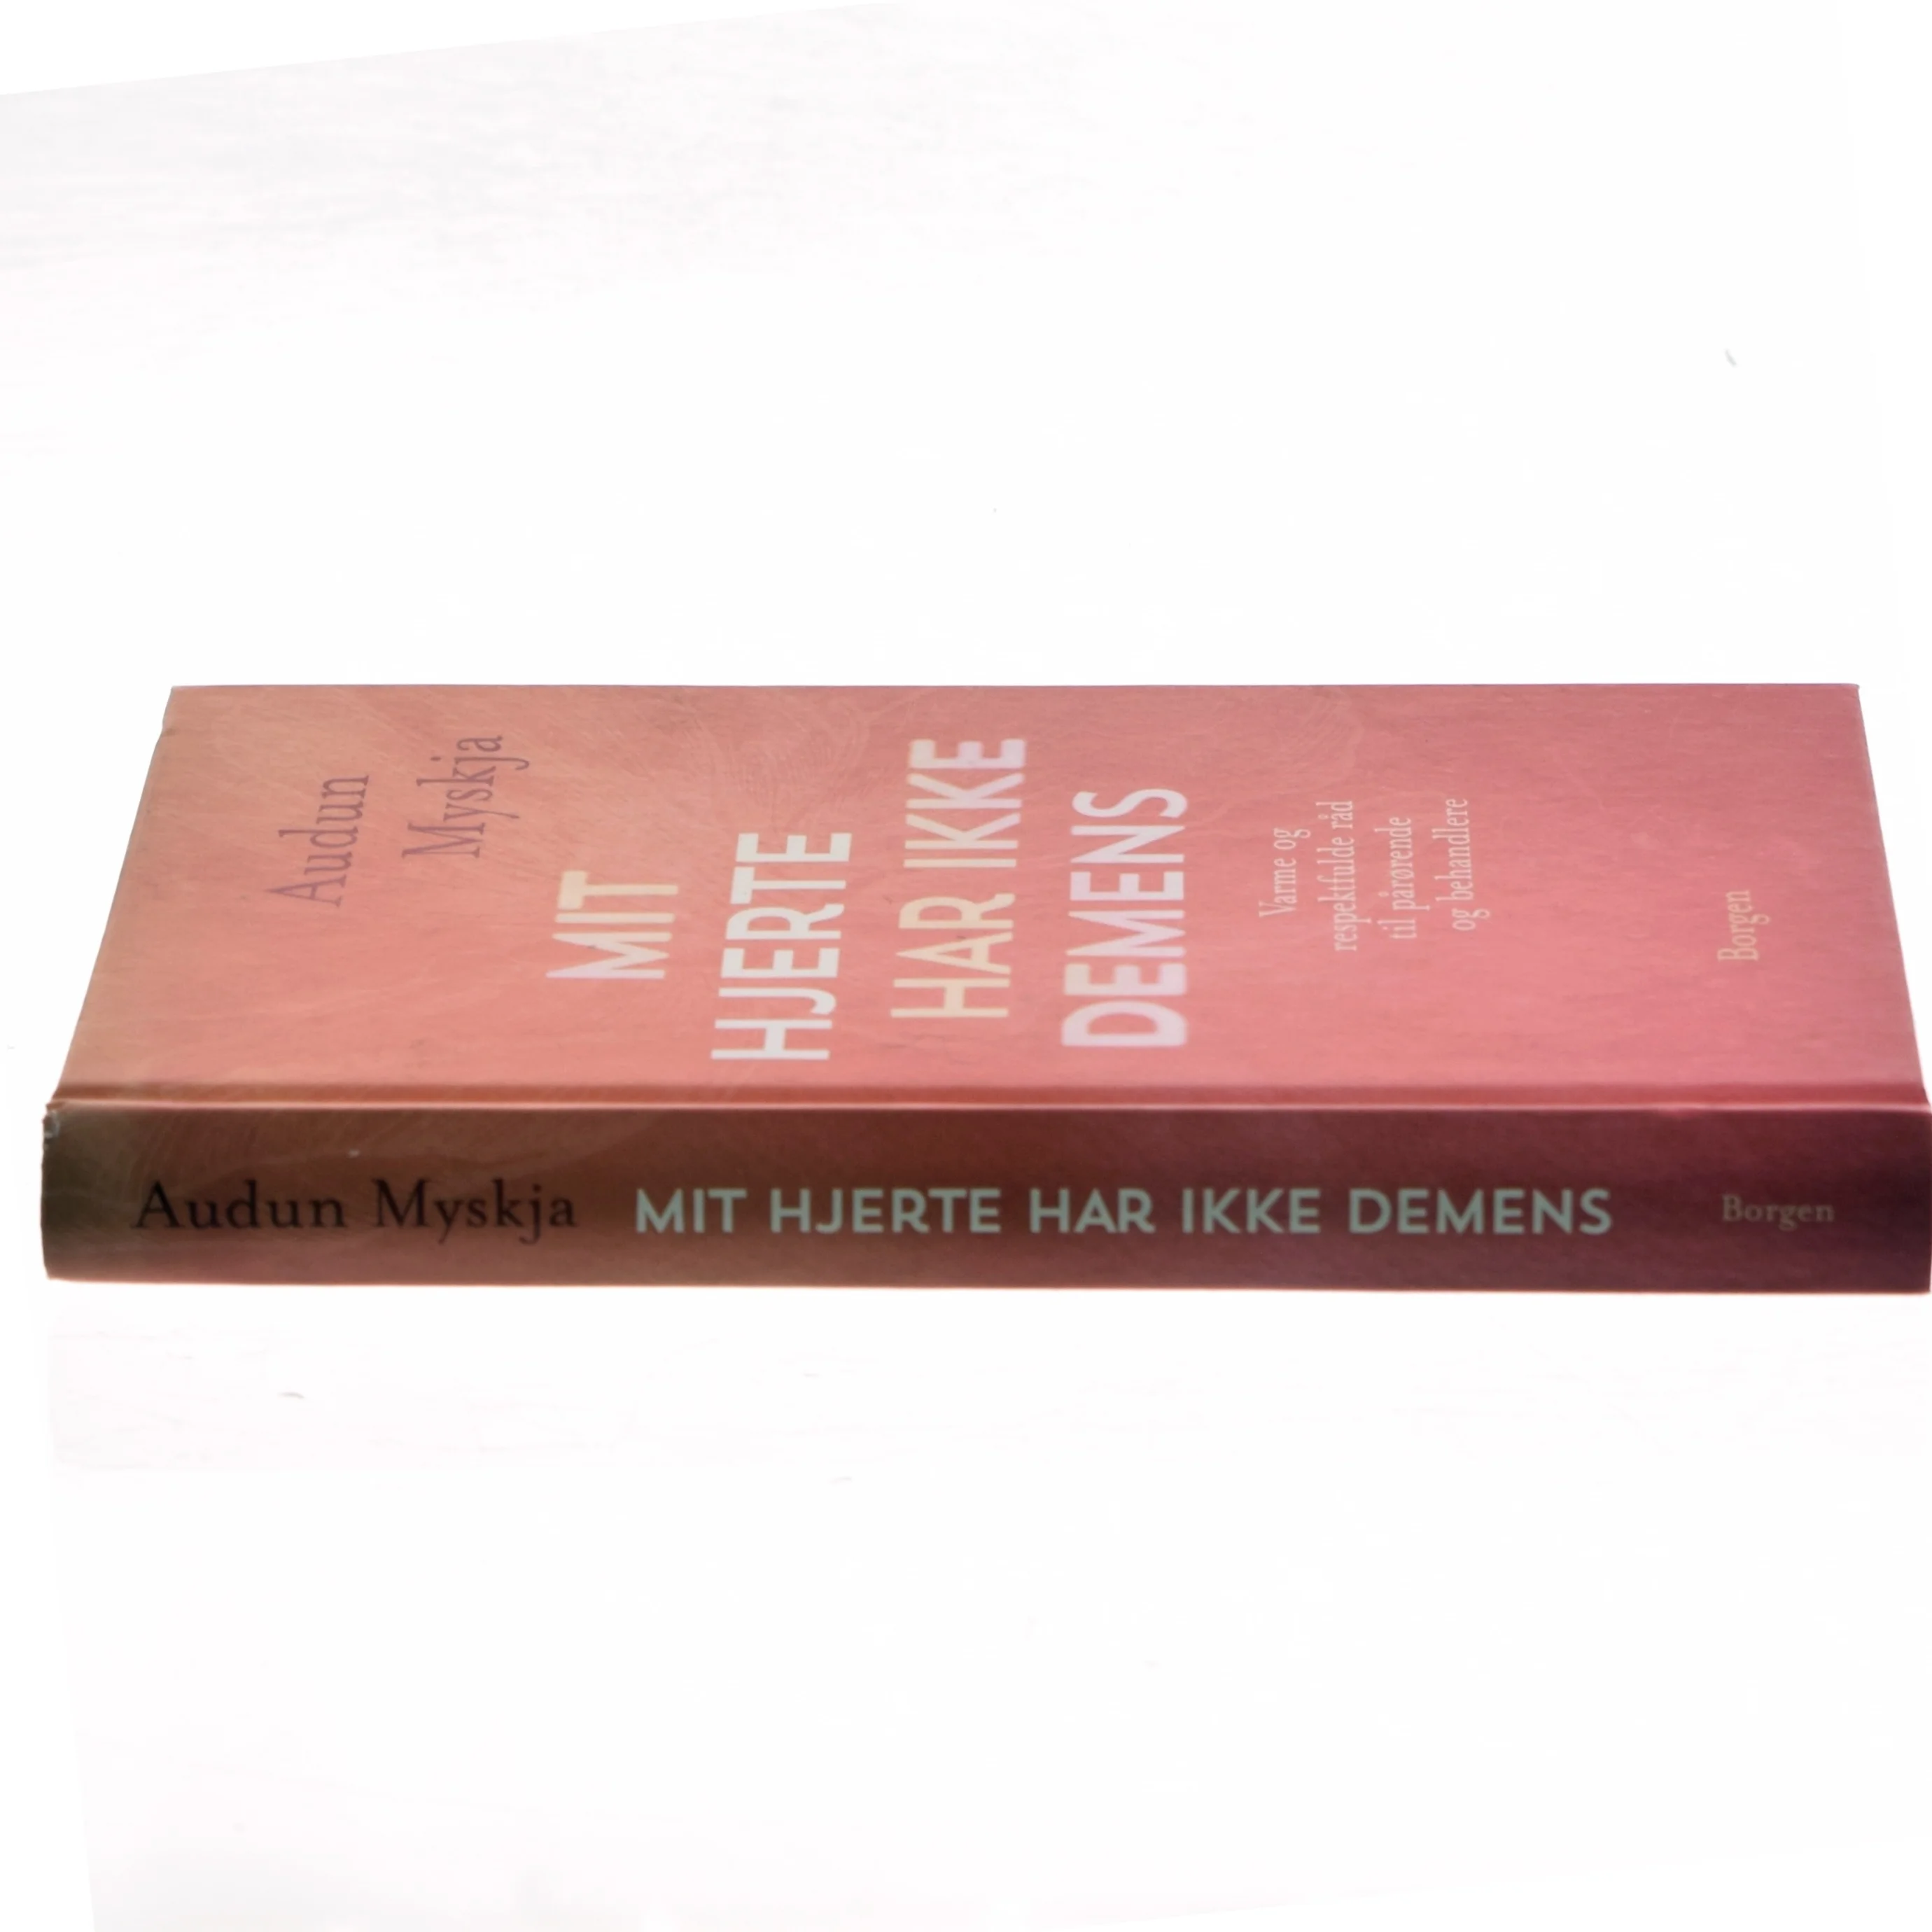 Audun
Myskja
MIT
HJERTE
HAR IKKE
DEMENS
Varme og
respektfulde råd
til pårørende
og behandlere
Borgen
Audun Myskja MIT HJERTE HAR IKKE DEMENS Borgen